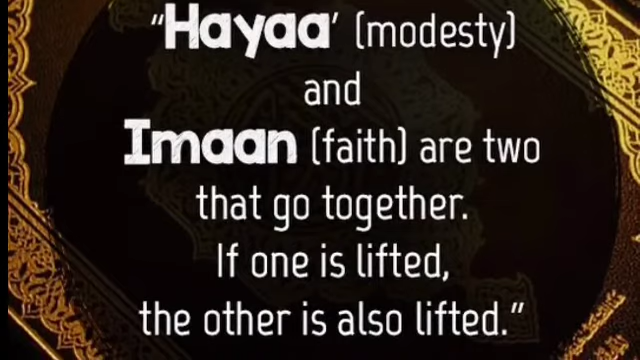 “Hayaa’ (modesty)
and
Imaan (faith) are two
that go together.
If one is lifted,
the other is also lifted.”